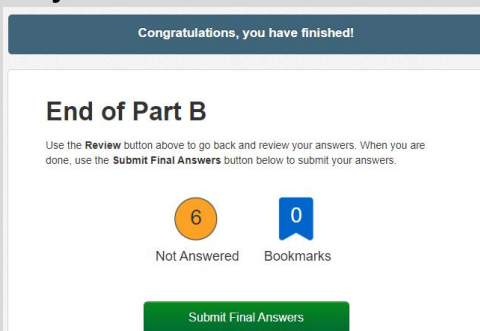 Congratulations, you have finished!
End of Part B
Use the Review button above to go back and review your answers. When you are
done, use the Submit Final Answers button below to submit your answers.
6
0
Not Answered
Bookmarks
Submit Final Answers